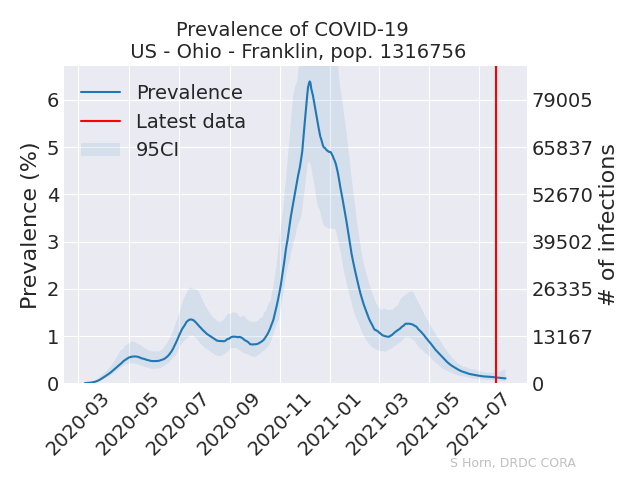 Prevalence of COVID-19
US - Ohio - Franklin, pop. 1316756
Prevalence
Latest data
95CI
Prevalence (%)
6
5
4
3
2
1
0
79005
65837
52670
39502
26335
13167
0
# of infections
2020-03
2020-05
2020-07
2020-09
2020-11
2021-01
2021-03
2021-05
2021-07
S Horn, DRDC CORA